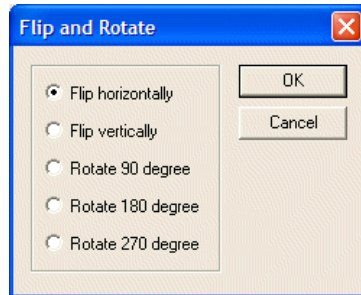 Flip and Rotate
Flip horizontally
Flip vertically
Rotate 90 degree
Rotate 180 degree
Rotate 270 degree
OK
Cancel